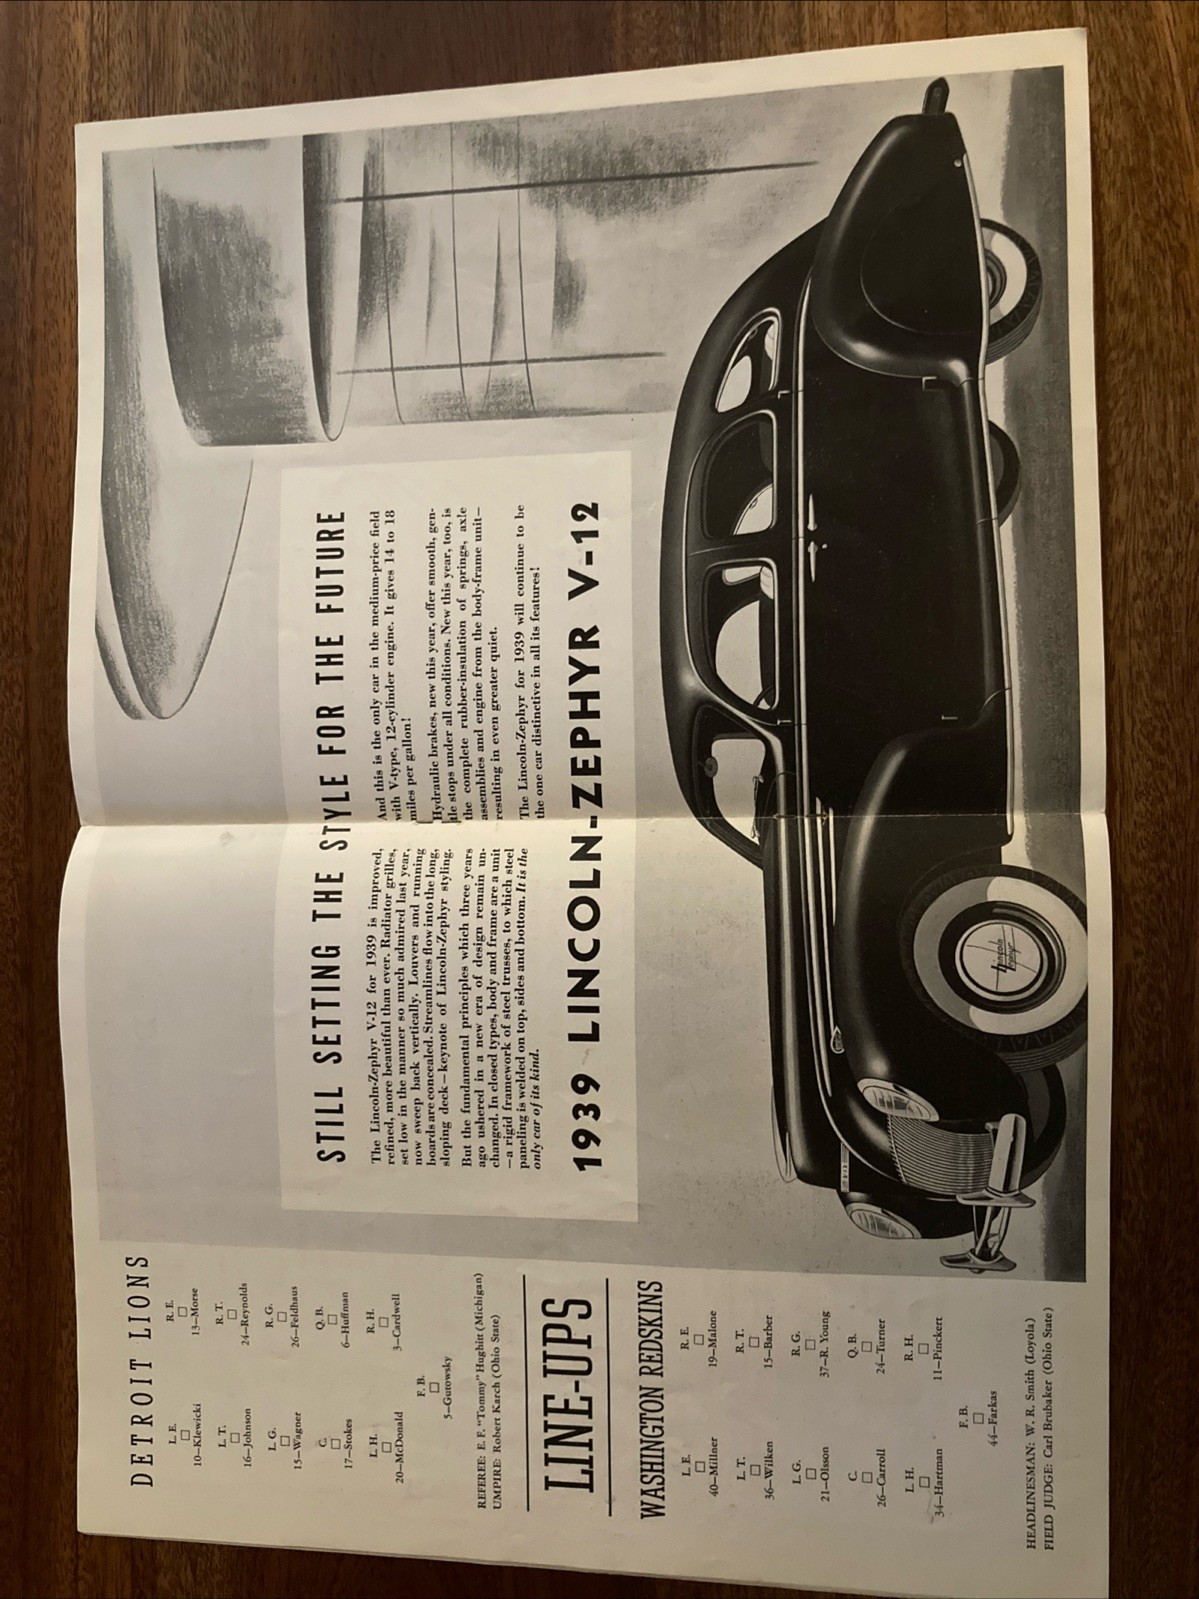 DETROIT LIONS
L. E. R. E.
☐ ☐
10—Klewicki 13—Morse
L. T. R. T.
☐ ☐
16—Johnson 24—Reynolds
L. G. R. G.
☐ ☐
15—Wagner 26—Feldhaus
C. Q. B.
☐ ☐
17—Stokes 6—Huffman
L. H. R. H.
☐ ☐
20—McDonald 3—Cardwell
F. B.
☐
5—Gutowsky
REFEREE: E. F. "Tommy" Hughitt (Michigan)
UMPIRE: Robert Karch (Ohio State)
LINE-UPS
WASHINGTON REDSKINS
L. E. R. E.
☐ ☐
40—Millner 19—Malone
L. T. R. T.
☐ ☐
36—Wilken 15—Barber
L. G. R. G.
☐ ☐
21—Olsson 37—R. Young
C. Q. B.
☐ ☐
26—Carroll 24—Turner
L. H. R. H.
☐ ☐
34—Hartman 11—Pinckert
F. B.
☐
44—Farkas
HEADLINESMAN: W. R. Smith (Loyola)
FIELD JUDGE: Carl Brubaker (Ohio State)
STILL SETTING THE STYLE FOR THE FUTURE
The Lincoln-Zephyr V-12 for 1939 is improved,
refined, more beautiful than ever. Radiator grilles,
set low in the manner so much admired last year,
now sweep back vertically. Louvers and running
boards are concealed. Streamlines flow into the long,
sloping deck—keynote of Lincoln-Zephyr styling.
But the fundamental principles which three years
ago ushered in a new era of design remain un-
changed. In closed types, body and frame are a unit
—a rigid framework of steel trusses, to which steel
paneling is welded on top, sides and bottom. It is the
only car of its kind.
And this is the only car in the medium-price field
with V-type, 12-cylinder engine. It gives 14 to 18
miles per gallon!
Hydraulic brakes, new this year, offer smooth, gen-
tle stops under all conditions. New this year, too, is
the complete rubber-insulation of springs, axle
assemblies and engine from the body-frame unit—
resulting in even greater quiet.
The Lincoln-Zephyr for 1939 will continue to be
the one car distinctive in all its features!
1939 LINCOLN-ZEPHYR V-12
Lincoln
Zephyr